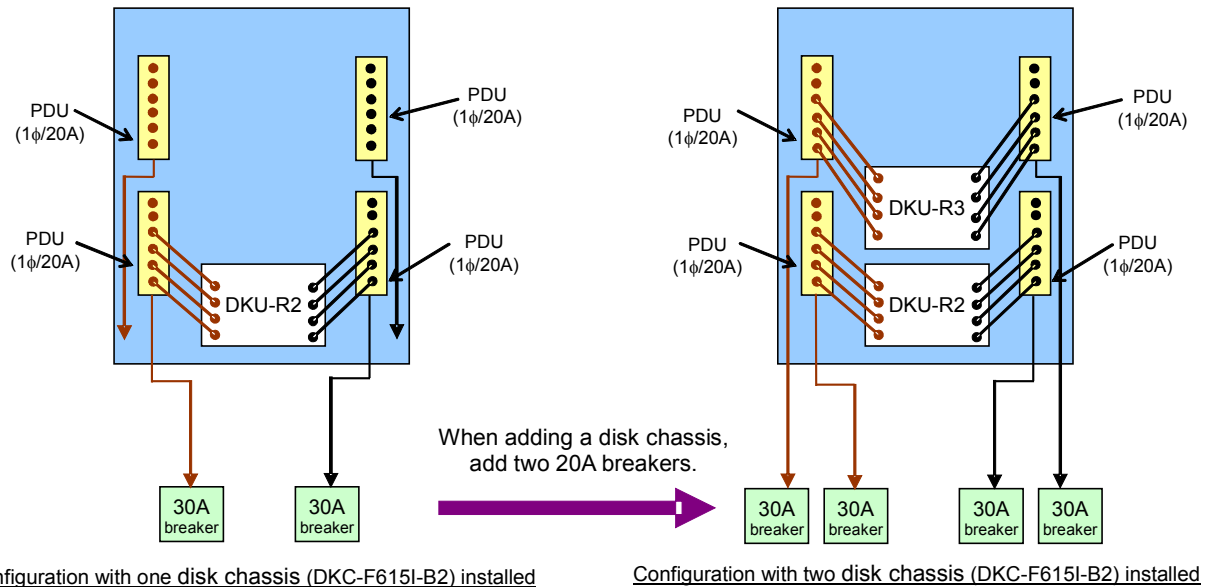 PDU
(1ϕ/20A)
PDU
(1ϕ/20A)
PDU
(1ϕ/20A)
PDU
(1ϕ/20A)
DKU-R2
30A
breaker
30A
breaker
nfiguration with one disk chassis (DKC-F615I-B2) installed
When adding a disk chassis,
add two 20A breakers.
PDU
(1ϕ/20A)
PDU
(1ϕ/20A)
DKU-R3
PDU
(1ϕ/20A)
PDU
(1ϕ/20A)
DKU-R2
30A
breaker
30A
breaker
30A
breaker
30A
breaker
Configuration with two disk chassis (DKC-F615I-B2) installed